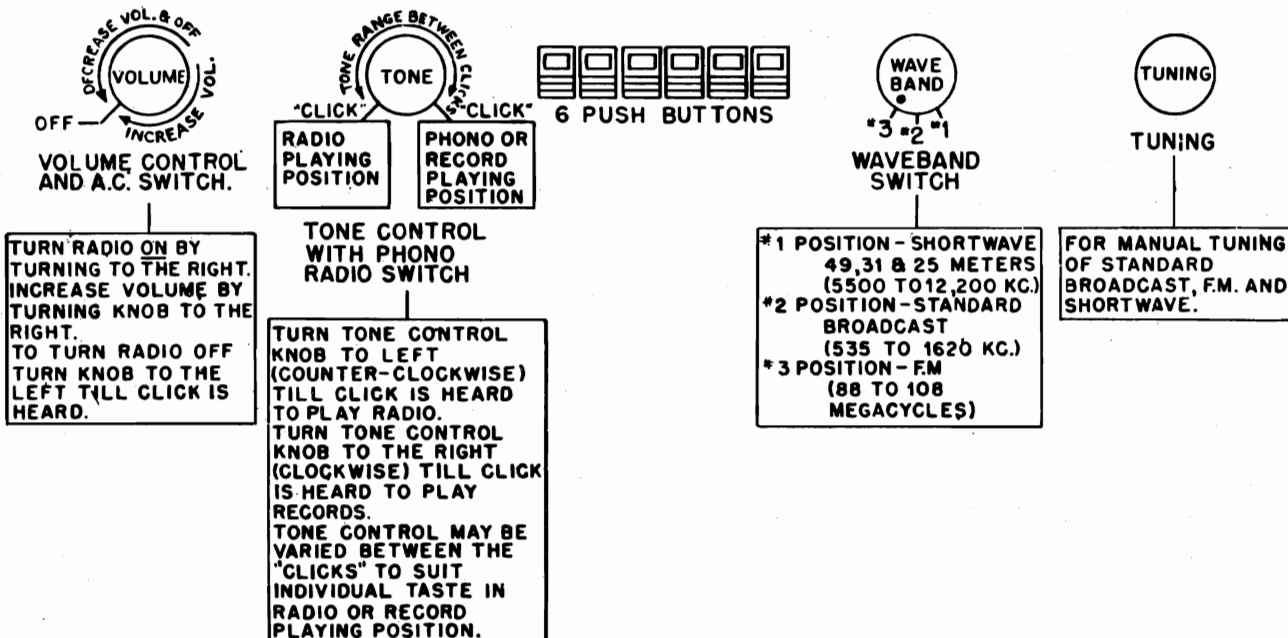 DECREASE VOL. & OFF
VOLUME
INCREASE VOL.
OFF
VOLUME CONTROL
AND A.C. SWITCH.
TURN RADIO ON BY
TURNING TO THE RIGHT.
INCREASE VOLUME BY
TURNING KNOB TO THE
RIGHT.
TO TURN RADIO OFF
TURN KNOB TO THE
LEFT TILL CLICK IS
HEARD.
TONE RANGE BETWEEN CLICKS
TONE
"CLICK"
"CLICK"
RADIO
PLAYING
POSITION
PHONO OR
RECORD
PLAYING
POSITION
TONE CONTROL
WITH PHONO
RADIO SWITCH
TURN TONE CONTROL
KNOB TO LEFT
(COUNTER-CLOCKWISE)
TILL CLICK IS HEARD
TO PLAY RADIO.
TURN TONE CONTROL
KNOB TO THE RIGHT
(CLOCKWISE) TILL CLICK
IS HEARD TO PLAY
RECORDS.
TONE CONTROL MAY BE
VARIED BETWEEN THE
"CLICKS" TO SUIT
INDIVIDUAL TASTE IN
RADIO OR RECORD
PLAYING POSITION.
6 PUSH BUTTONS
WAVE
BAND
#3 #2 #1
WAVEBAND
SWITCH
#1 POSITION - SHORTWAVE
49,31 & 25 METERS
(5500 TO 12,200 KC.)
#2 POSITION - STANDARD
BROADCAST
(535 TO 1620 KC.)
#3 POSITION - F.M
(88 TO 108
MEGACYCLES)
TUNING
TUNING
FOR MANUAL TUNING
OF STANDARD
BROADCAST, F.M. AND
SHORTWAVE.